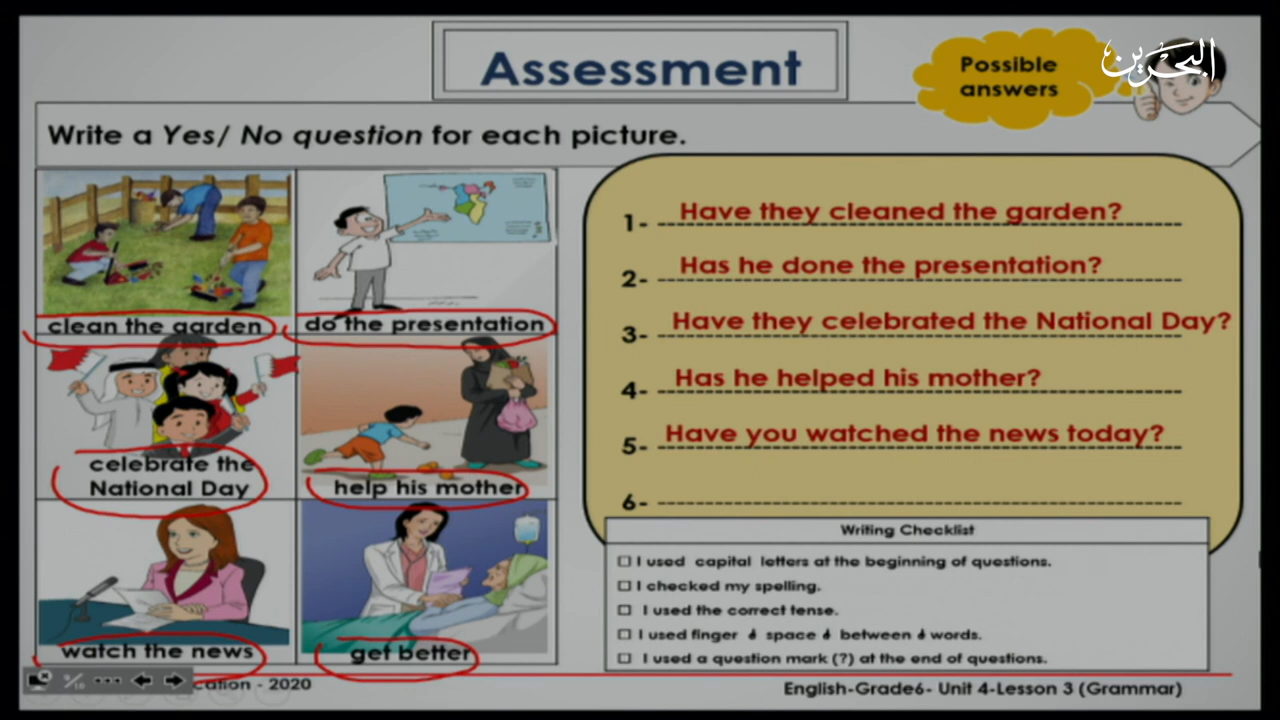 Assessment
Possible
answers
البحرين
Write a Yes/ No question for each picture.
clean the garden
do the presentation
celebrate the
National Day
help his mother
watch the news
get better
1- Have they cleaned the garden?
2- Has he done the presentation?
3- Have they celebrated the National Day?
4- Has he helped his mother?
5- Have you watched the news today?
6-
Writing Checklist
I used capital letters at the beginning of questions.
I checked my spelling.
I used the correct tense.
I used finger space between words.
I used a question mark (?) at the end of questions.
- 2020
English-Grade6- Unit 4-Lesson 3 (Grammar)